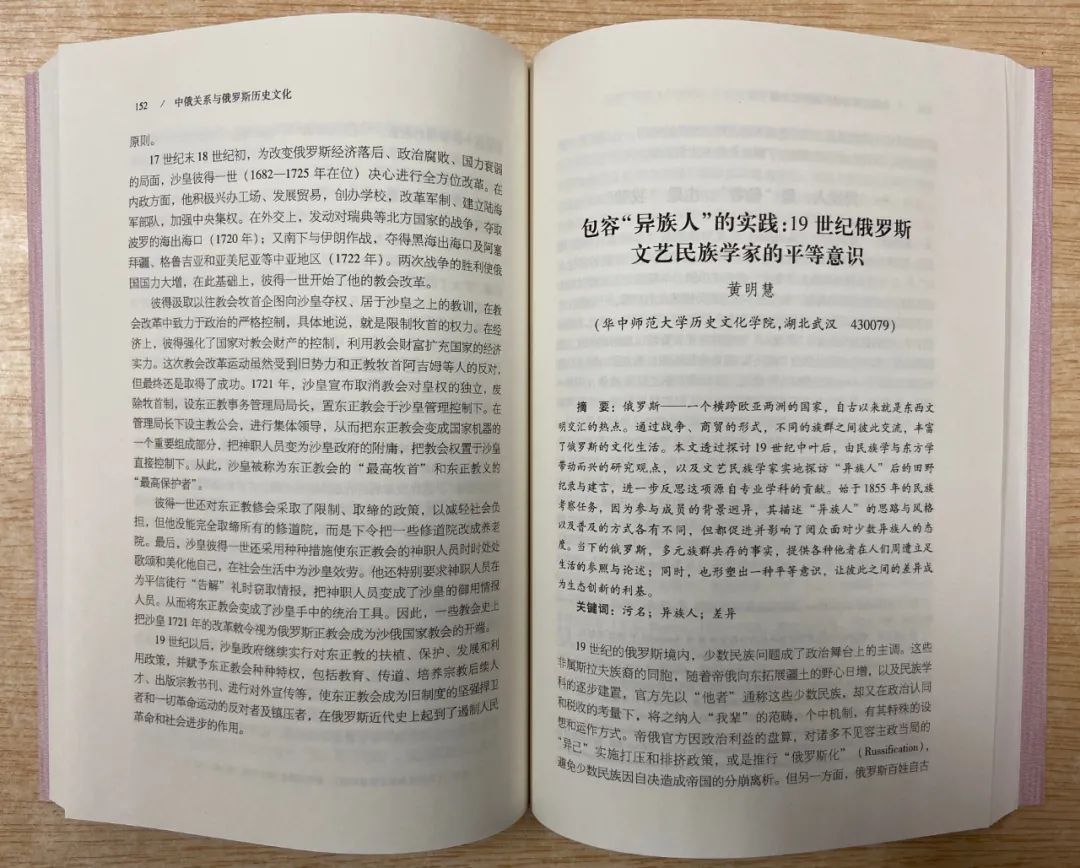 152 / 中俄关系与俄罗斯历史文化
原则。
17 世纪末 18 世纪初，为改变俄罗斯经济落后、政治腐败、国力衰弱
的局面，沙皇彼得一世（1682—1725 年在位）决心进行全方位改革。在
内政方面，他积极兴办工场、发展贸易，创办学校，改革军制、建立陆海
军部队，加强中央集权。在外交上，发动对瑞典等北方国家的战争，夺取
波罗的海出海口（1720 年）；又南下与伊朗作战，夺得黑海出海口及阿塞
拜疆、格鲁吉亚和亚美尼亚等中亚地区（1722 年）。两次战争的胜利使俄
国国力大增，在此基础上，彼得一世开始了他的教会改革。
彼得汲取以往教会牧首企图向沙皇夺权、居于沙皇之上的教训，在教
会改革中致力于政治的严格控制，具体地说，就是限制牧首的权力。在经
济上，彼得强化了国家对教会财产的控制，利用教会财富扩充国家的经济
实力。这次教会改革运动虽然受到旧势力和正教牧首阿吉姆等人的反对，
但最终还是取得了成功。1721 年，沙皇宣布取消教会对皇权的独立，废
除牧首制，设东正教事务管理局局长，置东正教会于沙皇管理控制下。在
管理局长下设主教公会，进行集体领导，从而把东正教会变成国家机器的
一个重要组成部分，把神职人员变为沙皇政府的附庸，把教会权置于沙皇
直接控制下。从此，沙皇被称为东正教会的“最高牧首”和东正教义的
“最高保护者”。
彼得一世还对东正教修会采取了限制、取缔的政策，以减轻社会负
担，但他没能完全取缔所有的修道院，而是下令把一些修道院改成养老
院。最后，沙皇彼得一世还采用种种措施使东正教会的神职人员时时处处
歌颂和美化他自己，在社会生活中为沙皇效劳。他还特别要求神职人员在
为平信徒行“告解”礼时窃取情报，把神职人员变成了沙皇的御用情报
人员。从而将东正教会变成了沙皇手中的统治工具。因此，一些教会史上
把沙皇 1721 年的改革敕令视为俄罗斯正教会成为沙俄国家教会的开端。
19 世纪以后，沙皇政府继续实行对东正教的扶植、保护、发展和利
用政策，并赋予东正教会种种特权，包括教育、传道、培养宗教后续人
才、出版宗教书刊、进行对外宣传等，使东正教会成为旧制度的坚强捍卫
者和一切革命运动的反对者及镇压者，在俄罗斯近代史上起到了遏制人民
革命和社会进步的作用。
包容“异族人”的实践：19 世纪俄罗斯
文艺民族学家的平等意识
黄明慧
（华中师范大学历史文化学院，湖北武汉 430079）
摘 要：俄罗斯——一个横跨欧亚两洲的国家，自古以来就是东西文
明交汇的热点。通过战争、商贸的形式，不同的族群之间彼此交流，丰富
了俄罗斯的文化生活。本文透过探讨 19 世纪中叶后，由民族学与东方学
带动而兴的研究观点，以及文艺民族学家实地探访“异族人”后的田野
纪录与建言，进一步反思这项源自专业学科的贡献。始于 1855 年的民族
考察任务，因为参与成员的背景迥异，其描述“异族人”的思路与风格
以及普及的方式各有不同，但都促进并影响了阅众面对少数异族人的态
度。当下的俄罗斯，多元族群共存的事实，提供各种他者在人们周遭立足
生活的参照与论述；同时，也形塑出一种平等意识，让彼此之间的差异成
为生态创新的利基。
关键词：污名；异族人；差异
19 世纪的俄罗斯境内，少数民族问题成了政治舞台上的主调。这些
非属斯拉夫族裔的同胞，随着帝俄向东拓展疆土的野心日增，以及民族学
科的逐步建置，官方先以“他者”通称这些少数民族，却又在政治认同
和税收的考量下，将之纳入“我辈”的范畴，个中机制，有其特殊的设
想和运作方式。帝俄官方因政治利益的盘算，对诸多不见容主政当局的
“异己”实施打压和排挤政策，或是推行“俄罗斯化”（Russification），
避免少数民族因自决造成帝国的分崩离析。但另一方面，俄罗斯百姓自古